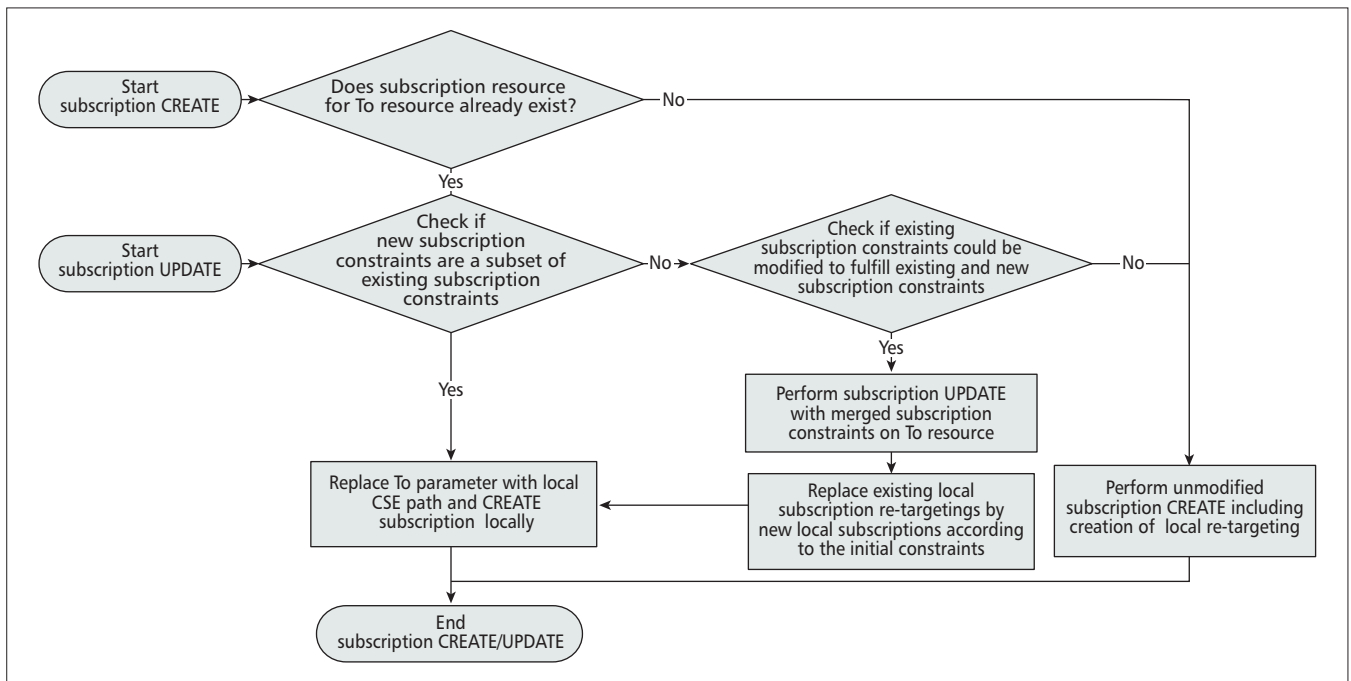 Start
subscription CREATE
Does subscription resource
for To resource already exist?
No
Yes
Start
subscription UPDATE
Check if
new subscription
constraints are a subset of
existing subscription
constraints
No
Check if existing
subscription constraints could be
modified to fulfill existing and new
subscription constraints
No
Yes
Yes
Perform subscription UPDATE
with merged subscription
constraints on To resource
Replace To parameter with local
CSE path and CREATE
subscription locally
Replace existing local
subscription re-targetings by
new local subscriptions according
to the initial constraints
Perform unmodified
subscription CREATE including
creation of local re-targeting
End
subscription CREATE/UPDATE